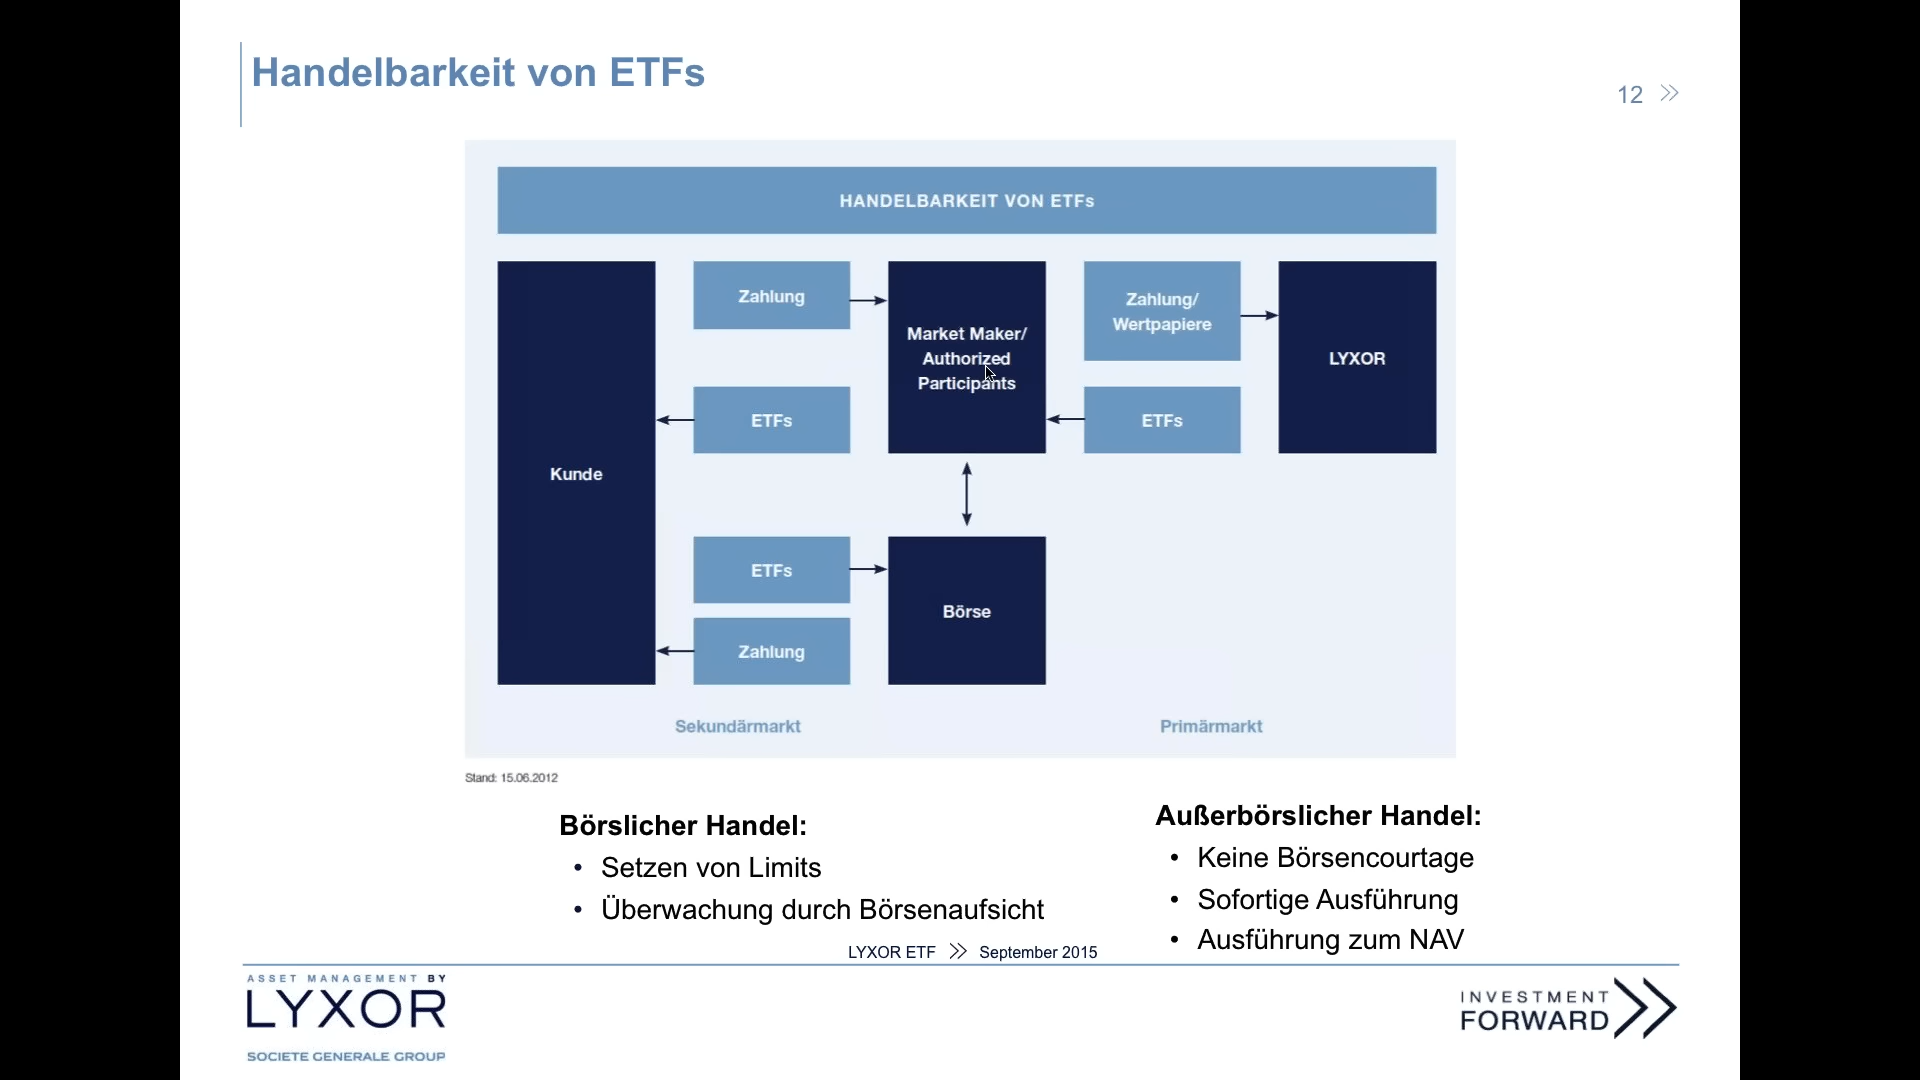 Handelbarkeit von ETFs
12
HANDELBARKEIT VON ETFs
Kunde
Zahlung
ETFs
ETFs
Zahlung
Market Maker/
Authorized
Participants
Börse
Zahlung/
Wertpapiere
ETFs
LYXOR
Sekundärmarkt
Primärmarkt
Stand: 15.06.2012
Börslicher Handel:
• Setzen von Limits
• Überwachung durch Börsenaufsicht
Außerbörslicher Handel:
• Keine Börsencourtage
• Sofortige Ausführung
• Ausführung zum NAV
LYXOR ETF September 2015
ASSET MANAGEMENT BY
LYXOR
SOCIETE GENERALE GROUP
INVESTMENT
FORWARD